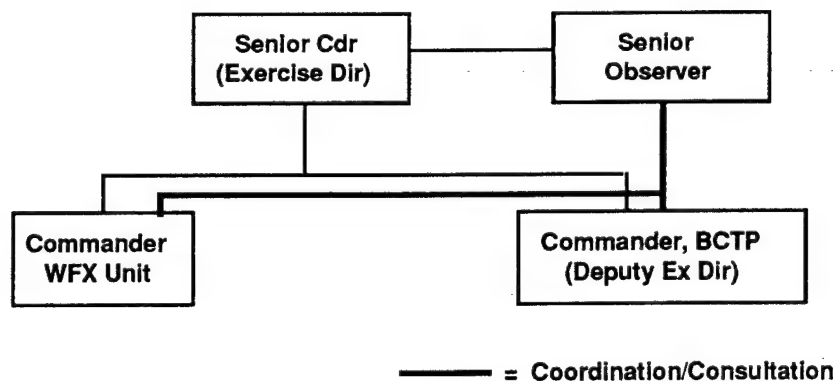 Senior Cdr
(Exercise Dir)
Senior
Observer
Commander
WFX Unit
Commander, BCTP
(Deputy Ex Dir)
= Coordination/Consultation